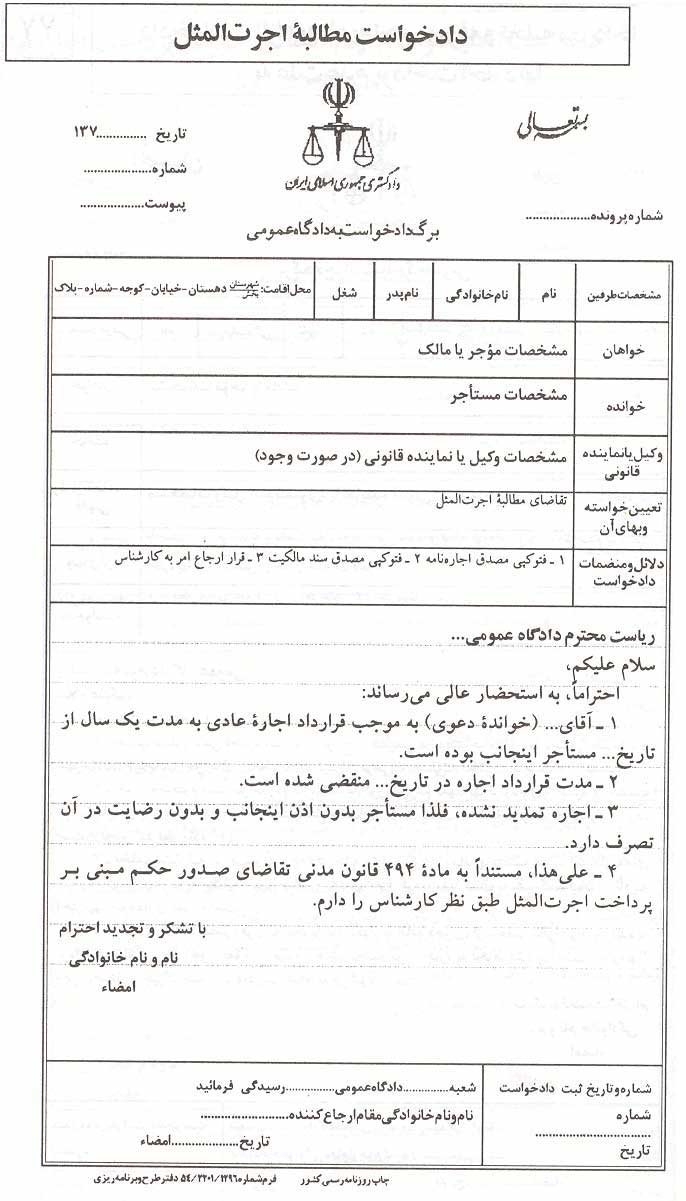 دادخواست مطالبهٔ اجرت‌المثل
بسمه تعالی
تاریخ ..............۱۳۷
شماره...................
دادگستری جمهوری اسلامی ایران
پیوست..................
شماره پرونده..................
برگ دادخواست به دادگاه عمومی
مشخصات طرفین
نام
نام خانوادگی
نام پدر
شغل
محل اقامت: شهرستان بخش دهستان-خیابان-کوچه-شماره-پلاک
خواهان
مشخصات مؤجر یا مالک
خوانده
مشخصات مستأجر
وکیل یا نماینده
قانونی
مشخصات وکیل یا نماینده قانونی (در صورت وجود)
تعیین خواسته
وبهای آن
تقاضای مطالبهٔ اجرت‌المثل
دلائل و منضمات
دادخواست
۱ ـ فتوکپی مصدق اجاره‌نامه ۲ ـ فتوکپی مصدق سند مالکیت ۳ ـ قرار ارجاع امر به کارشناس
ریاست محترم دادگاه عمومی...
سلام علیکم،
احتراماً، به استحضار عالی می‌رساند:
۱ ـ آقای... (خواندهٔ دعوی) به موجب قرارداد اجارهٔ عادی به مدت یک سال از
تاریخ... مستأجر اینجانب بوده است.
۲ ـ مدت قرارداد اجاره در تاریخ... منقضی شده است.
۳ ـ اجاره تمدید نشده، فلذا مستأجر بدون اذن اینجانب و بدون رضایت در آن
تصرف دارد.
۴ ـ علی‌هذا، مستنداً به مادهٔ ۴۹۴ قانون مدنی تقاضای صدور حکم مبنی بر
پرداخت اجرت‌المثل طبق نظر کارشناس را دارم.
با تشکر و تجدید احترام
نام و نام خانوادگی
امضاء
شماره و تاریخ ثبت دادخواست
شماره
..................
تاریخ
شعبه..............دادگاه عمومی...............رسیدگی فرمائید
نام و نام خانوادگی مقام ارجاع کننده.........................
تاریخ....................امضاء
چاپ روزنامه رسمی کشور فرم شماره ۵۴/۲۲۰۱/۱۲۹۶ دفتر طرح و برنامه ریزی